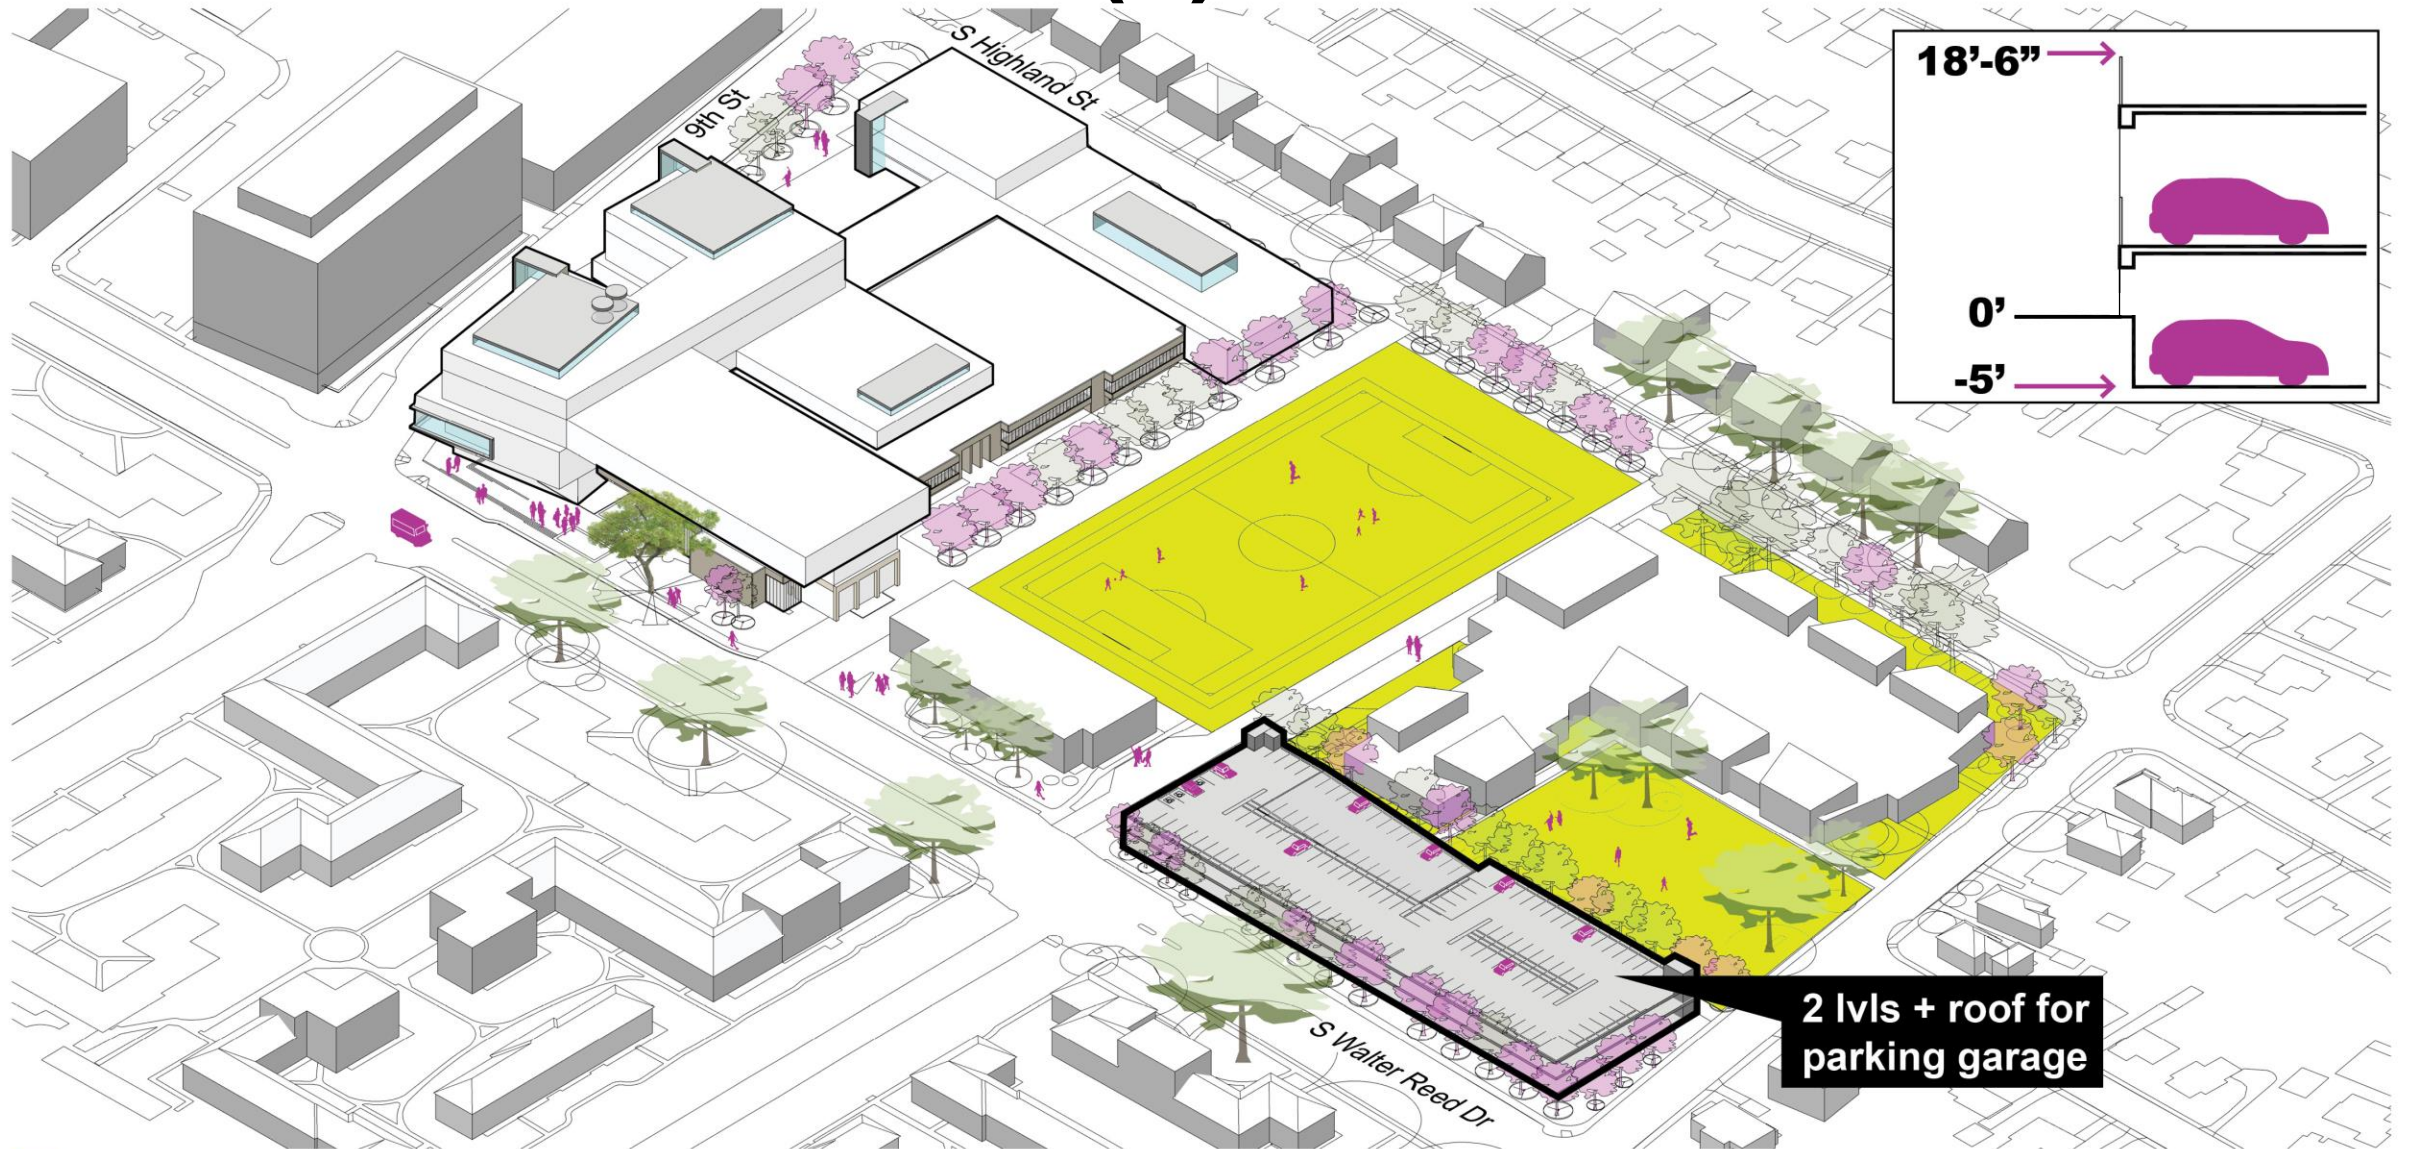 S Highland St
9th St
18’-6”
0’
-5’
2 lvls + roof for
parking garage
S Walter Reed Dr